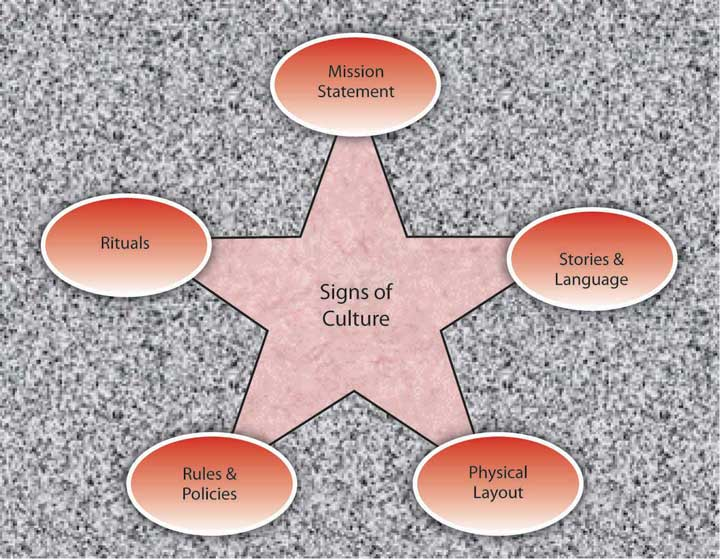 Mission
Statement
Rituals
Stories &
Language
Signs of
Culture
Rules &
Policies
Physical
Layout